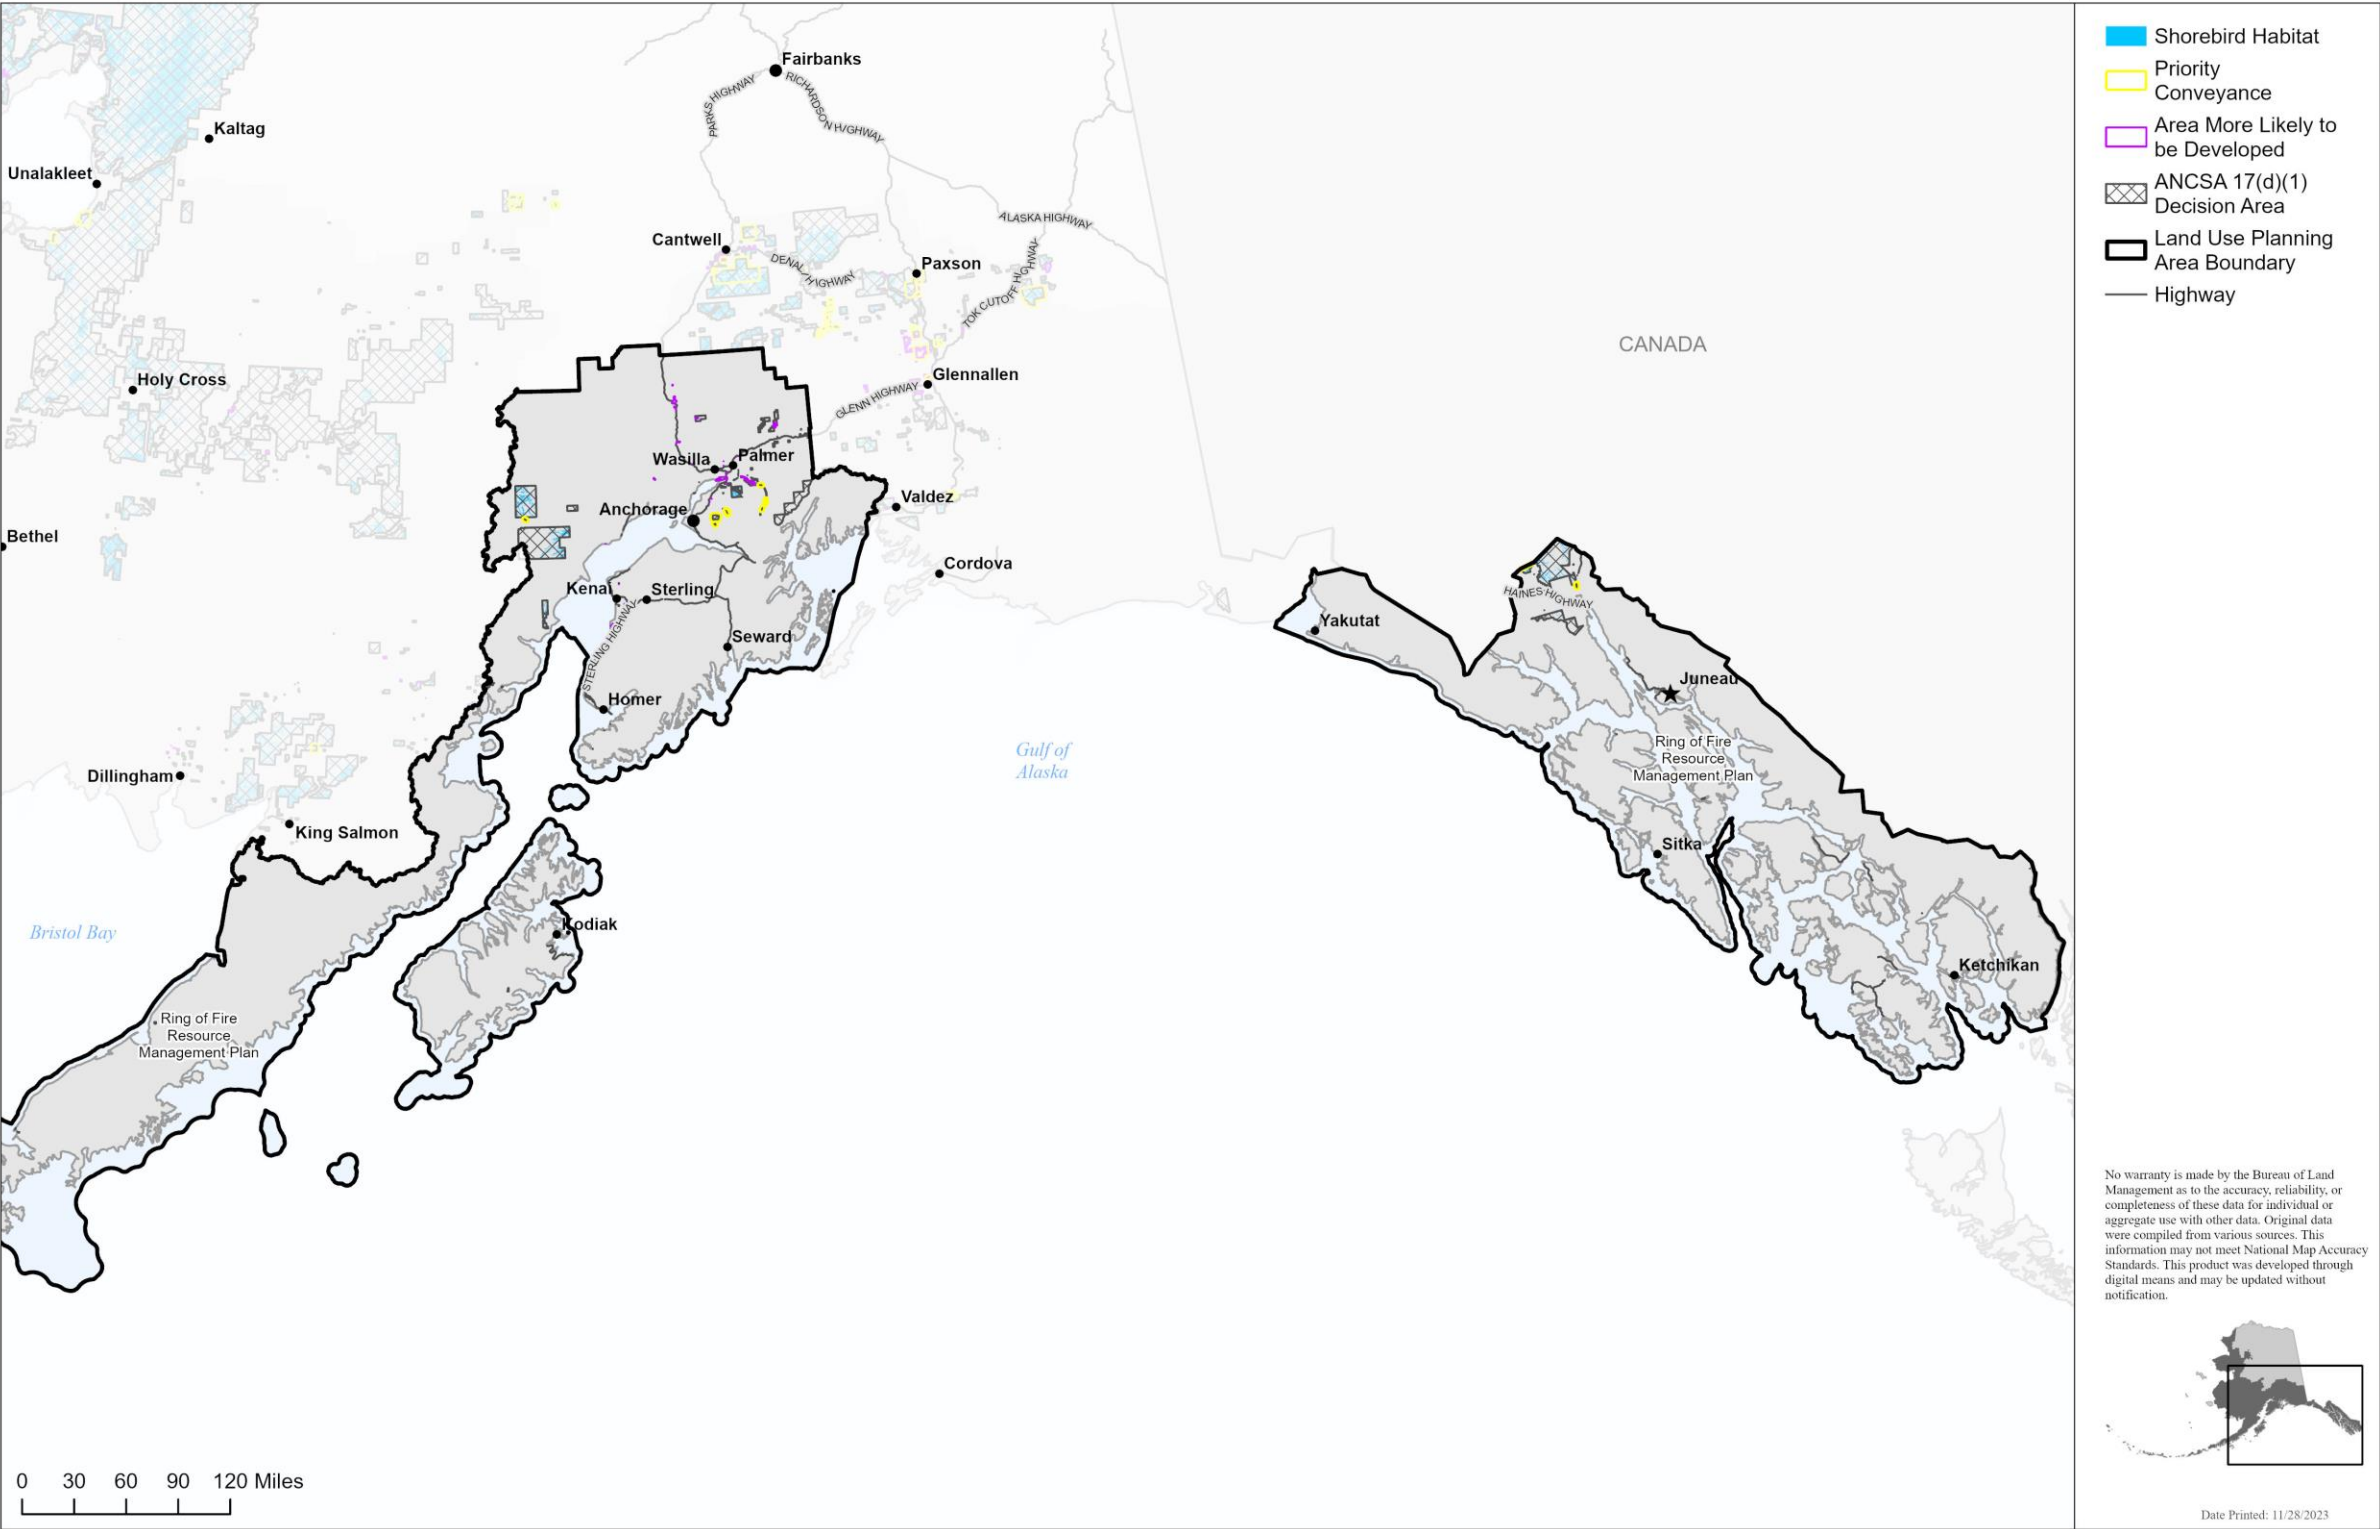 Fairbanks
PARKS HIGHWAY
RICHARDSON HIGHWAY
Kaltag
Unalakleet
ALASKA HIGHWAY
Cantwell
DENALI HIGHWAY
Paxson
TOK CUTOFF HIGHWAY
CANADA
Holy Cross
Glennallen
GLENN HIGHWAY
Wasilla
Palmer
Anchorage
Valdez
Bethel
Cordova
Kenai
Sterling
STERLING HIGHWAY
Seward
Homer
HAINES HIGHWAY
Yakutat
Juneau
Gulf of
Alaska
Ring of Fire
Resource
Management Plan
Dillingham
King Salmon
Sitka
Kodiak
Bristol Bay
Ketchikan
Ring of Fire
Resource
Management Plan
0 30 60 90 120 Miles
Shorebird Habitat
Priority
Conveyance
Area More Likely to
be Developed
ANCSA 17(d)(1)
Decision Area
Land Use Planning
Area Boundary
Highway
No warranty is made by the Bureau of Land
Management as to the accuracy, reliability, or
completeness of these data for individual or
aggregate use with other data. Original data
were compiled from various sources. This
information may not meet National Map Accuracy
Standards. This product was developed through
digital means and may be updated without
notification.
Date Printed: 11/28/2023